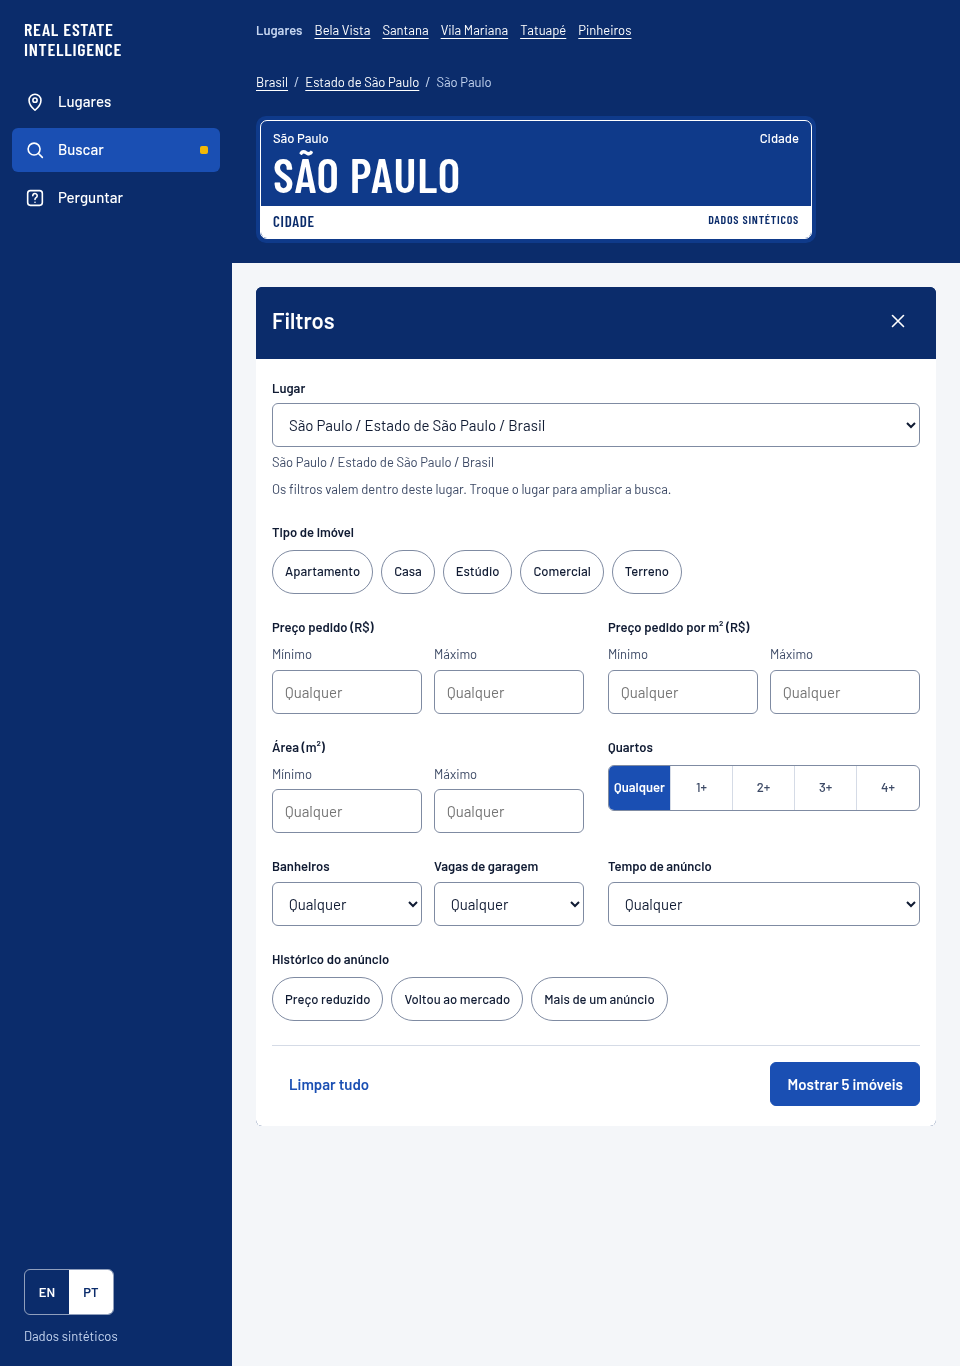 REAL ESTATE
INTELLIGENCE
Lugares
Buscar
Perguntar
EN PT
Dados sintéticos
Lugares Bela Vista Santana Vila Mariana Tatuapé Pinheiros
Brasil / Estado de São Paulo / São Paulo
São Paulo Cidade
SÃO PAULO
CIDADE DADOS SINTÉTICOS
Filtros
Lugar
São Paulo / Estado de São Paulo / Brasil
São Paulo / Estado de São Paulo / Brasil
Os filtros valem dentro deste lugar. Troque o lugar para ampliar a busca.
Tipo de imóvel
Apartamento Casa Estúdio Comercial Terreno
Preço pedido (R$) Preço pedido por m² (R$)
Mínimo Máximo Mínimo Máximo
Qualquer Qualquer Qualquer Qualquer
Área (m²) Quartos
Mínimo Máximo
Qualquer 1+ 2+ 3+ 4+
Qualquer Qualquer
Banheiros Vagas de garagem Tempo de anúncio
Qualquer Qualquer Qualquer
Histórico do anúncio
Preço reduzido Voltou ao mercado Mais de um anúncio
Limpar tudo Mostrar 5 imóveis